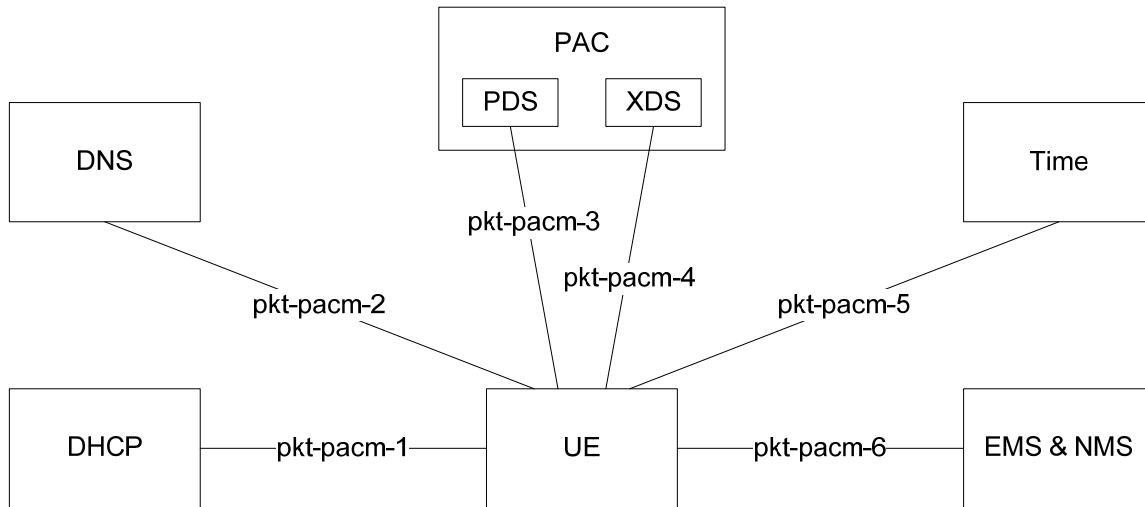 PAC
PDS
XDS
DNS
Time
pkt-pacm-3
pkt-pacm-4
pkt-pacm-2
pkt-pacm-5
DHCP
pkt-pacm-1
UE
pkt-pacm-6
EMS & NMS